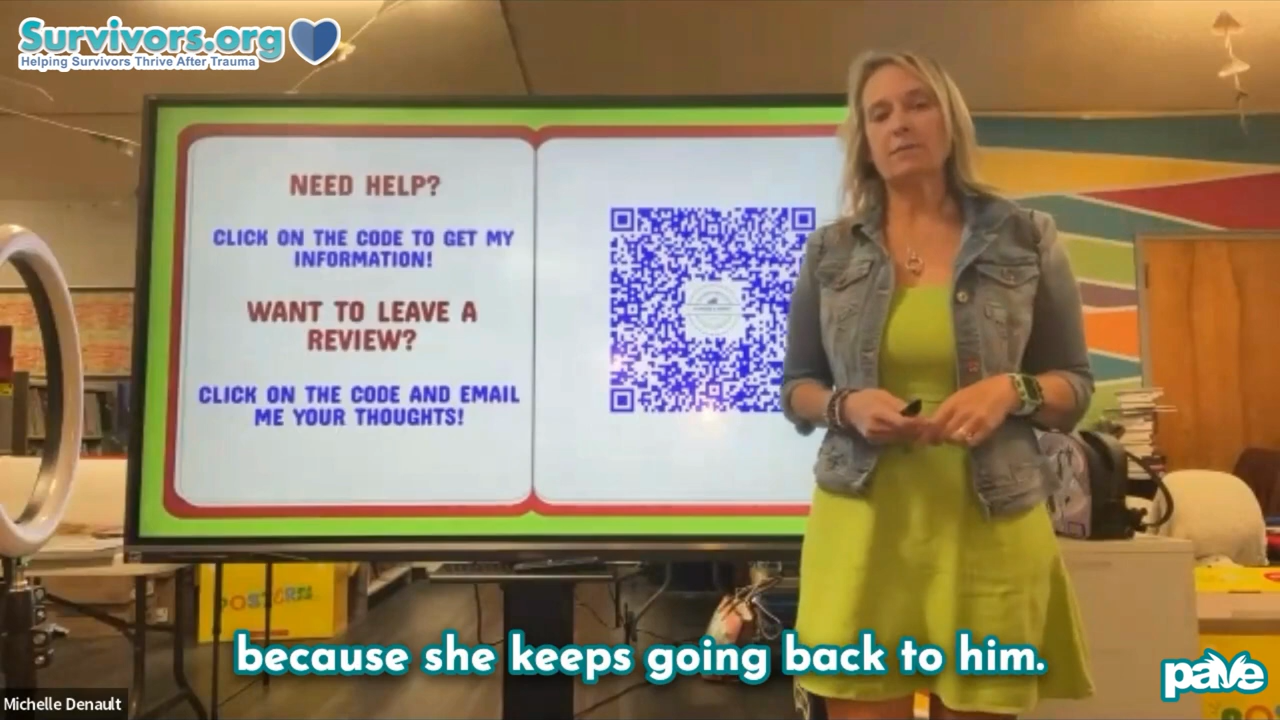 Survivors.org
Helping Survivors Thrive After Trauma
NEED HELP?
CLICK ON THE CODE TO GET MY
INFORMATION!
WANT TO LEAVE A
REVIEW?
CLICK ON THE CODE AND EMAIL
ME YOUR THOUGHTS!
because she keeps going back to him.
Michelle Denault
pave